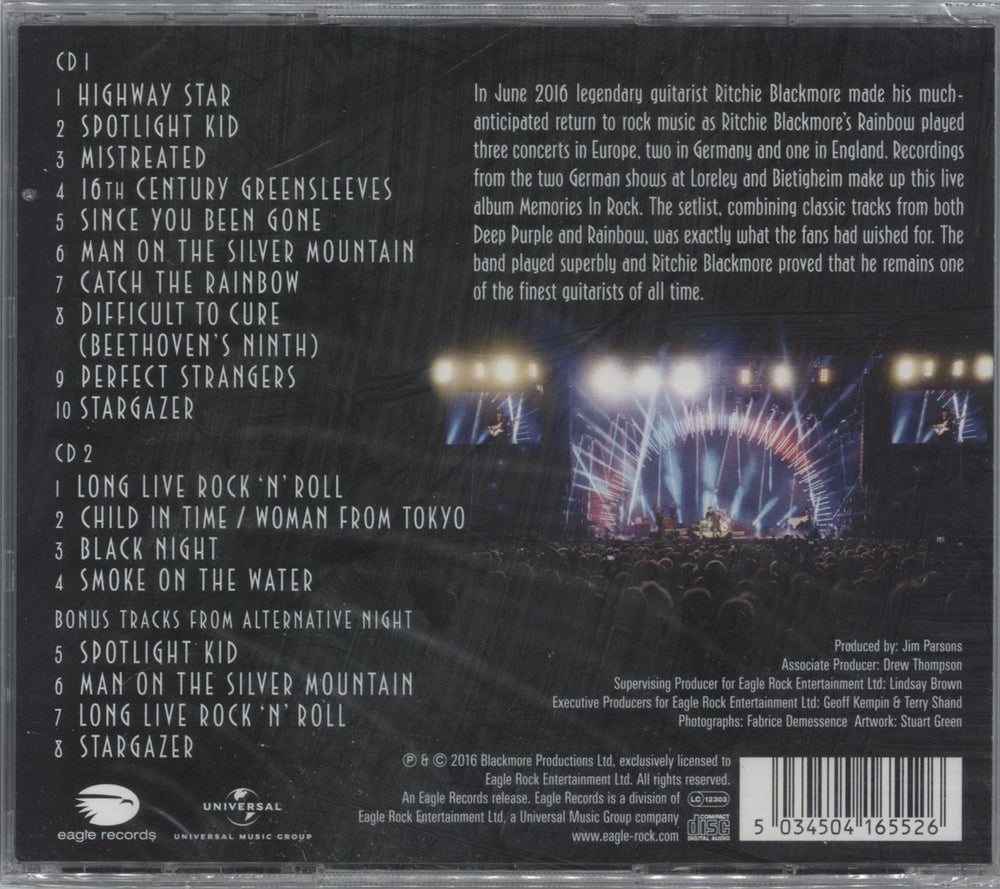 CD 1
1 HIGHWAY STAR
2 SPOTLIGHT KID
3 MISTREATED
4 16TH CENTURY GREENSLEEVES
5 SINCE YOU BEEN GONE
6 MAN ON THE SILVER MOUNTAIN
7 CATCH THE RAINBOW
8 DIFFICULT TO CURE
(BEETHOVEN'S NINTH)
9 PERFECT STRANGERS
10 STARGAZER
CD 2
1 LONG LIVE ROCK 'N' ROLL
2 CHILD IN TIME / WOMAN FROM TOKYO
3 BLACK NIGHT
4 SMOKE ON THE WATER
BONUS TRACKS FROM ALTERNATIVE NIGHT
5 SPOTLIGHT KID
6 MAN ON THE SILVER MOUNTAIN
7 LONG LIVE ROCK 'N' ROLL
8 STARGAZER
In June 2016 legendary guitarist Ritchie Blackmore made his much-
anticipated return to rock music as Ritchie Blackmore's Rainbow played
three concerts in Europe, two in Germany and one in England. Recordings
from the two German shows at Loreley and Bietigheim make up this live
album Memories In Rock. The setlist, combining classic tracks from both
Deep Purple and Rainbow, was exactly what the fans had wished for. The
band played superbly and Ritchie Blackmore proved that he remains one
of the finest guitarists of all time.
Produced by: Jim Parsons
Associate Producer: Drew Thompson
Supervising Producer for Eagle Rock Entertainment Ltd: Lindsay Brown
Executive Producers for Eagle Rock Entertainment Ltd: Geoff Kempin & Terry Shand
Photographs: Fabrice Demessence Artwork: Stuart Green
eagle records
UNIVERSAL
UNIVERSAL MUSIC GROUP
℗ & © 2016 Blackmore Productions Ltd, exclusively licensed to
Eagle Rock Entertainment Ltd. All rights reserved.
An Eagle Records release. Eagle Records is a division of
Eagle Rock Entertainment Ltd, a Universal Music Group company
www.eagle-rock.com
LC 12303
COMPACT
disc
DIGITAL AUDIO
5 034504 165526